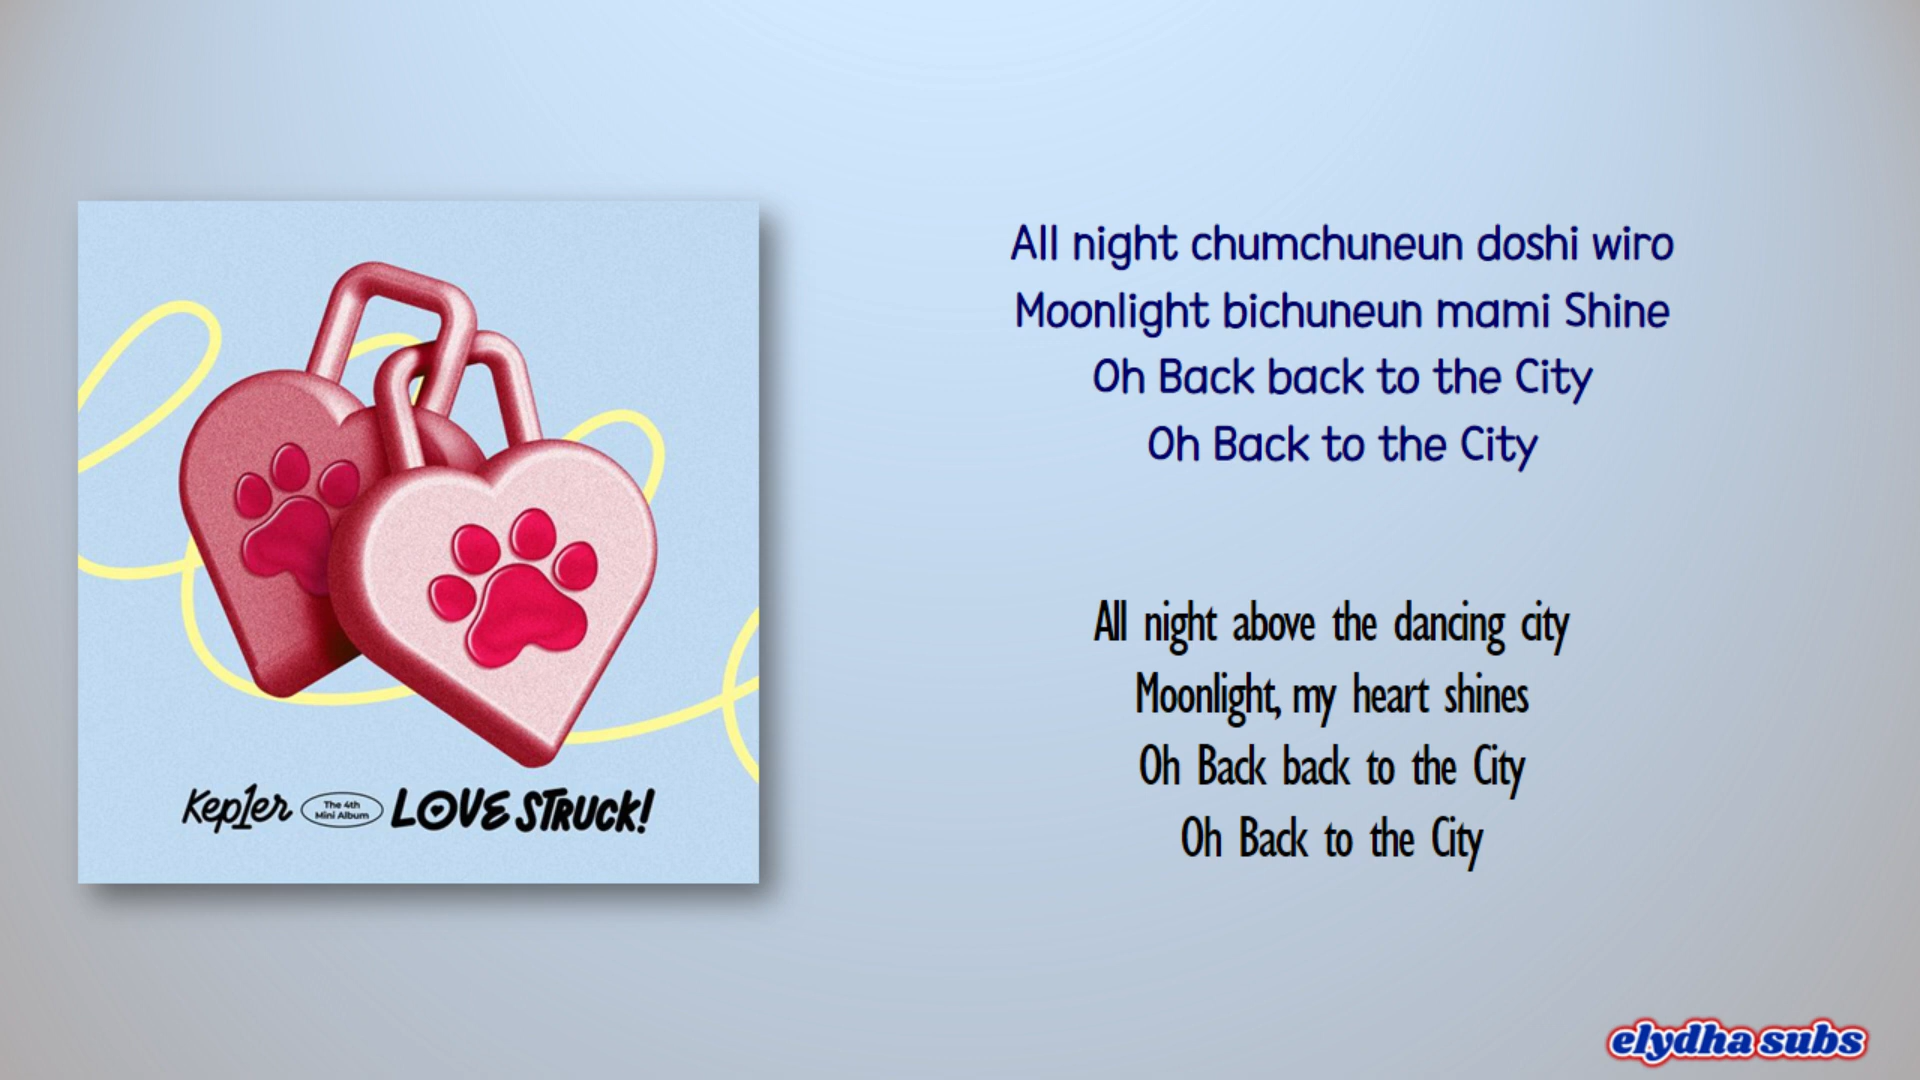 All night chumchuneun doshi wiro
Moonlight bichuneun mami Shine
Oh Back back to the City
Oh Back to the City
All night above the dancing city
Moonlight, my heart shines
Oh Back back to the City
Oh Back to the City
Kep1er The 4th Mini Album LOVE STRUCK!
elydha subs